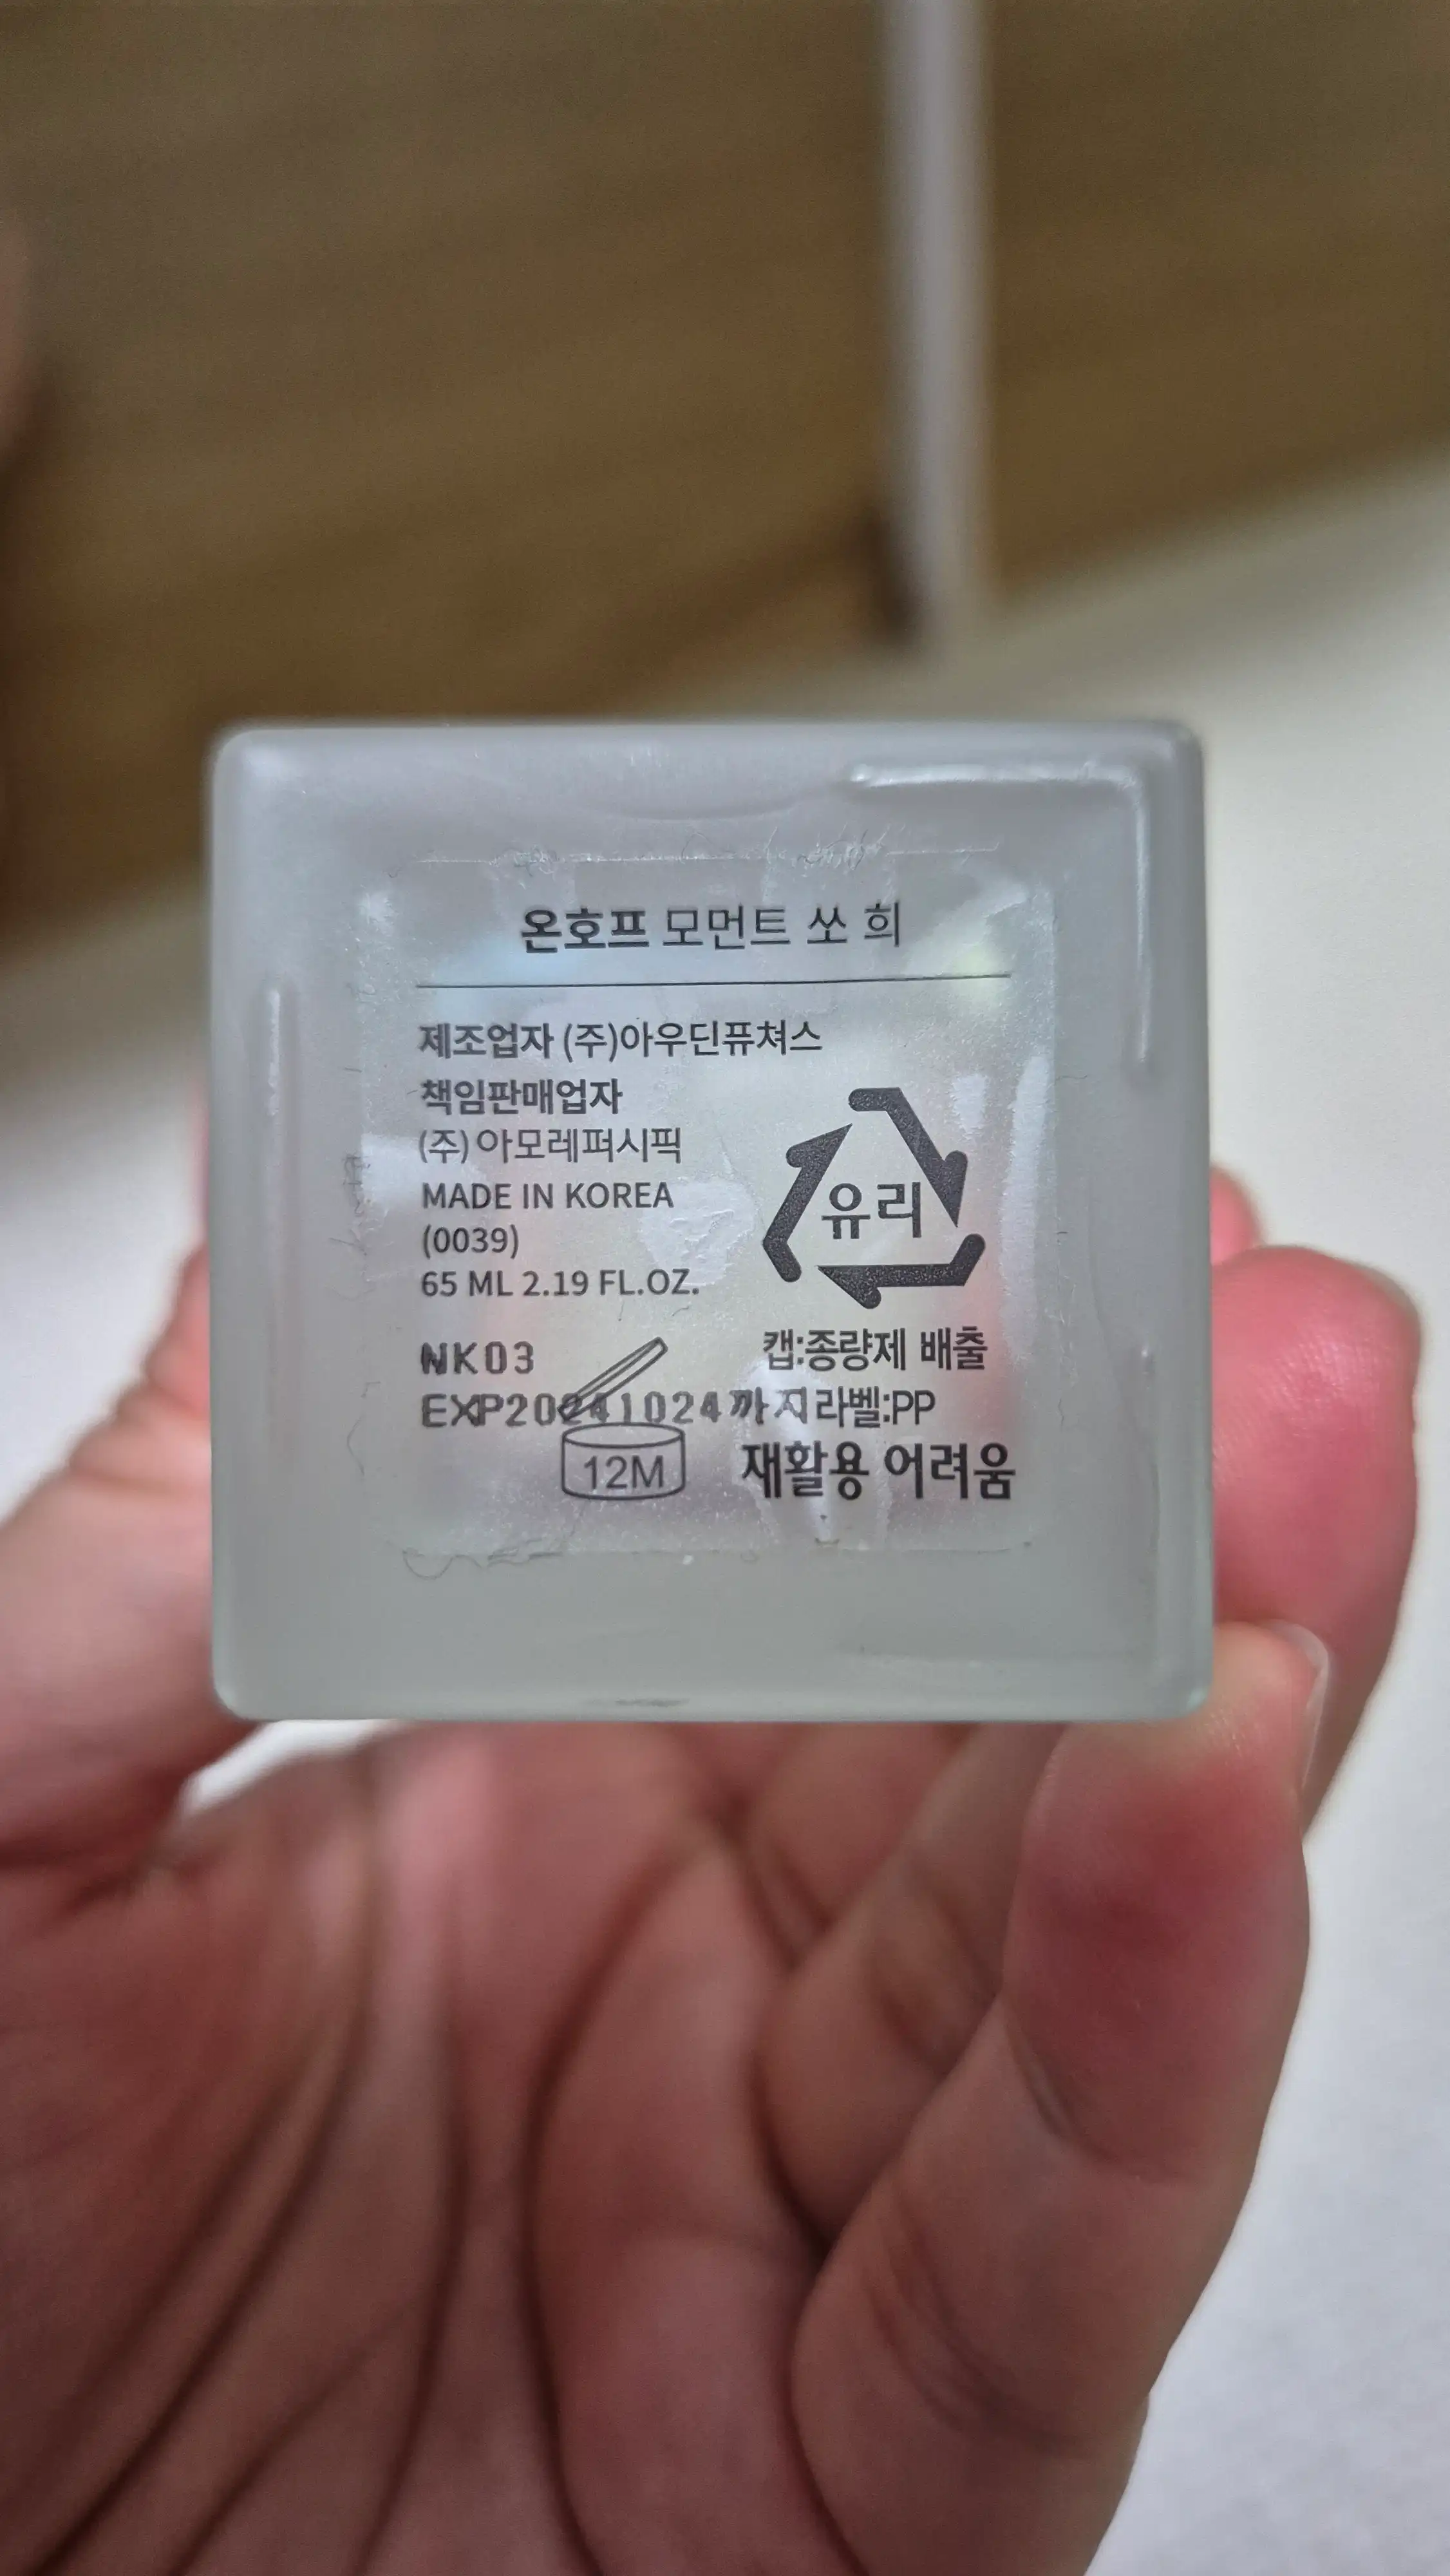 온호프 모먼트 쏘 희
제조업자 (주)아우딘퓨쳐스
책임판매업자
(주)아모레퍼시픽
MADE IN KOREA
(0039)
65 ML 2.19 FL.OZ.
유리
NK03
캡:종량제 배출
EXP20241024까지
라벨:PP
12M
재활용 어려움